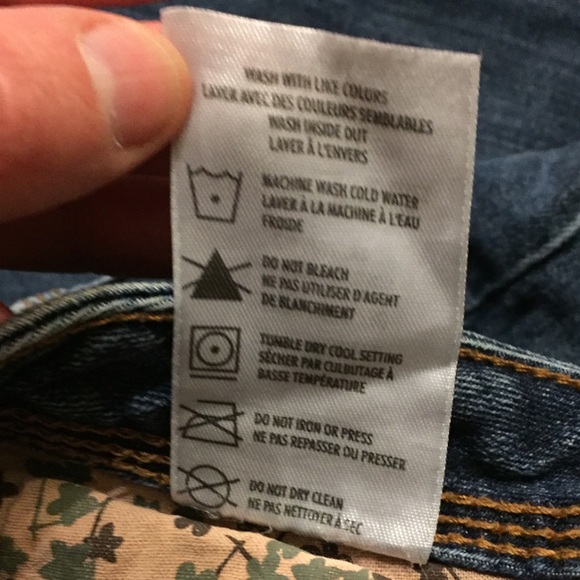 WASH WITH LIKE COLORS
LAYER AVEC DES COULEURS SEMBLABLES
WASH INSIDE OUT
LAVER À L'ENVERS
MACHINE WASH COLD WATER
LAVER À LA MACHINE À L'EAU
FROIDE
DO NOT BLEACH
NE PAS UTILISER D'AGENT
DE BLANCHIMENT
TUMBLE DRY COOL SETTING
SÉCHER PAR CULBUTAGE À
BASSE TEMPÉRATURE
DO NOT IRON OR PRESS
NE PAS REPASSER OU PRESSER
DO NOT DRY CLEAN
NE PAS NETTOYER À SEC